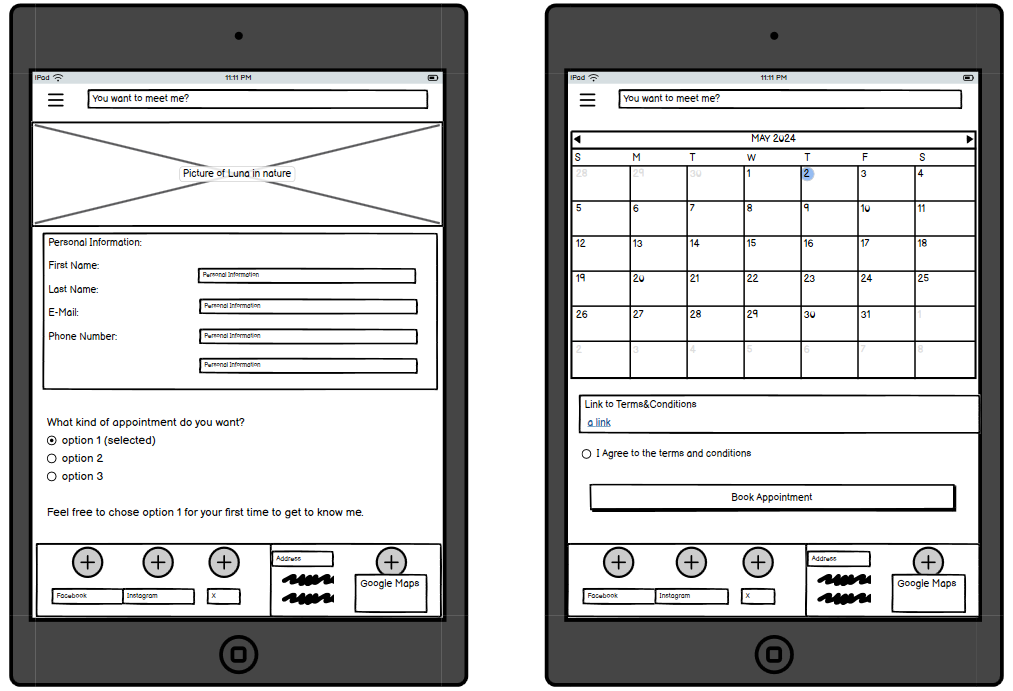 iPad 11:11 PM
You want to meet me?
Picture of Luna in nature
Personal Information:
First Name:
Personal Information
Last Name:
Personal Information
E-Mail:
Personal Information
Phone Number:
Personal Information
What kind of appointment do you want?
option 1 (selected)
option 2
option 3
Feel free to chose option 1 for your first time to get to know me.
Facebook Instagram X
Address
Google Maps
iPad 11:11 PM
You want to meet me?
MAY 2024
S M T W T F S
28 29 30 1 2 3 4
5 6 7 8 9 10 11
12 13 14 15 16 17 18
19 20 21 22 23 24 25
26 27 28 29 30 31 1
2 3 4 5 6 7 8
Link to Terms&Conditions
a link
I Agree to the terms and conditions
Book Appointment
Facebook Instagram X
Address
Google Maps